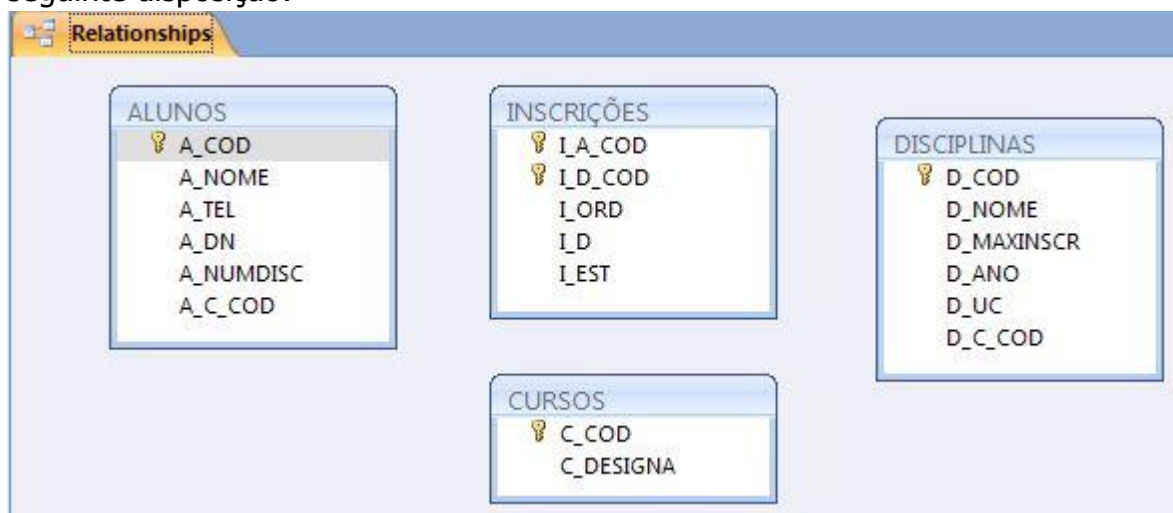 seguinte disposição:
Relationships
ALUNOS
A_COD
A_NOME
A_TEL
A_DN
A_NUMDISC
A_C_COD
INSCRIÇÕES
I_A_COD
I_D_COD
I_ORD
I_D
I_EST
DISCIPLINAS
D_COD
D_NOME
D_MAXINSCR
D_ANO
D_UC
D_C_COD
CURSOS
C_COD
C_DESIGNA